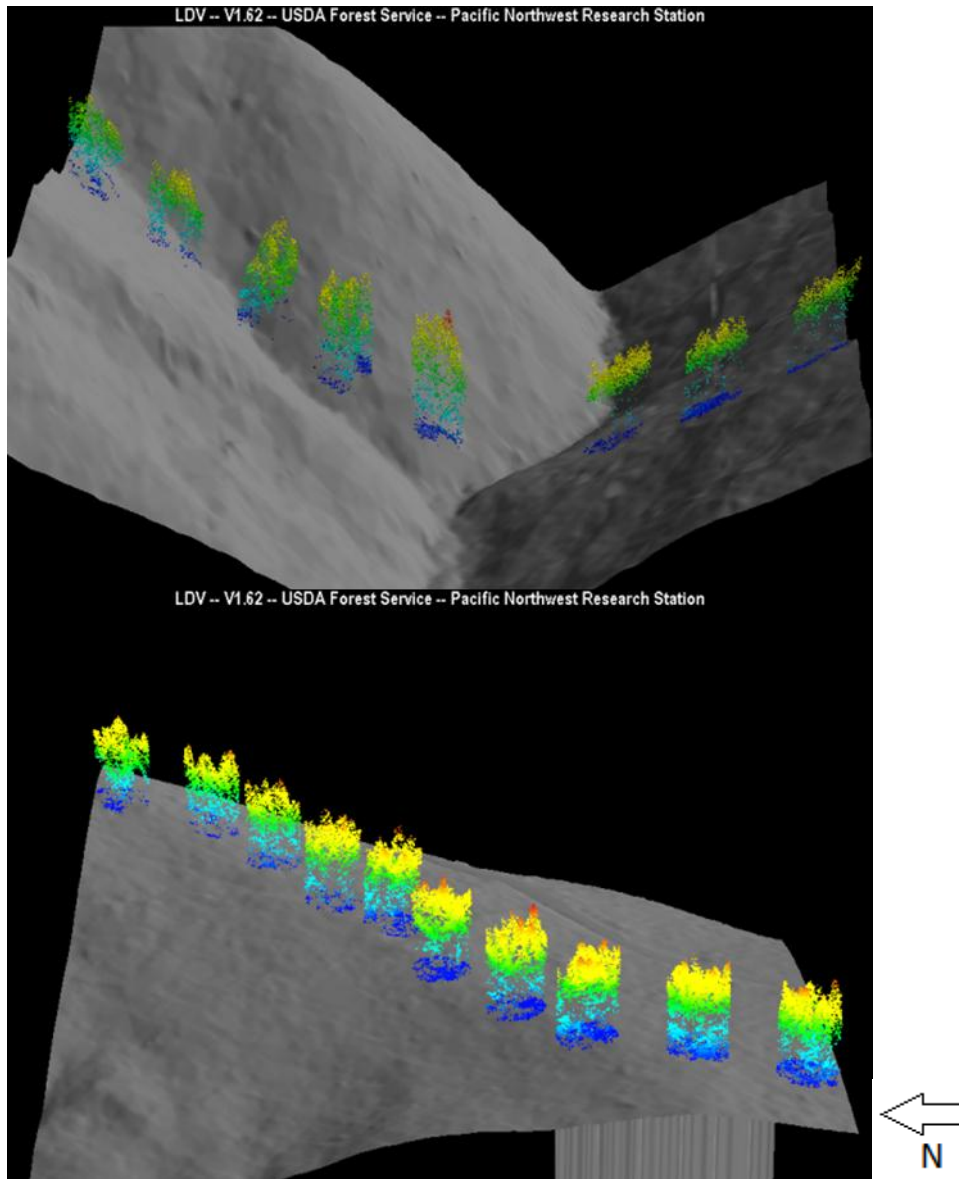 LDV -- V1.62 -- USDA Forest Service -- Pacific Northwest Research Station
LDV -- V1.62 -- USDA Forest Service -- Pacific Northwest Research Station
N